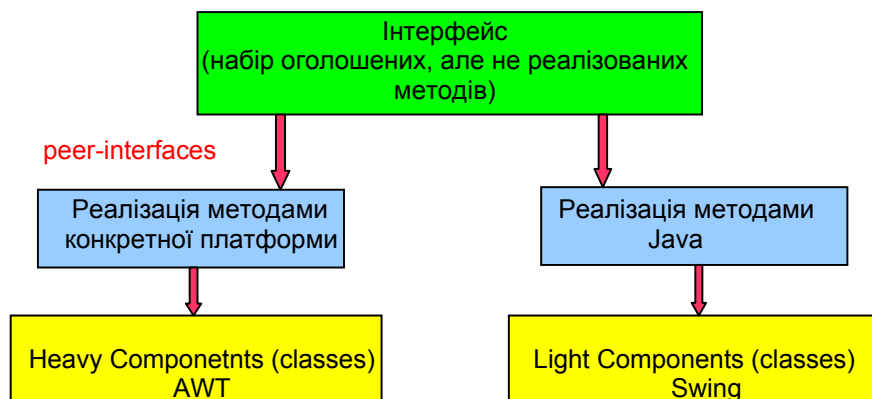 Інтерфейс
(набір оголошених, але не реалізованих
методів)
peer-interfaces
Реалізація методами
конкретної платформи
Реалізація методами
Java
Heavy Componetnts (classes)
AWT
Light Components (classes)
Swing